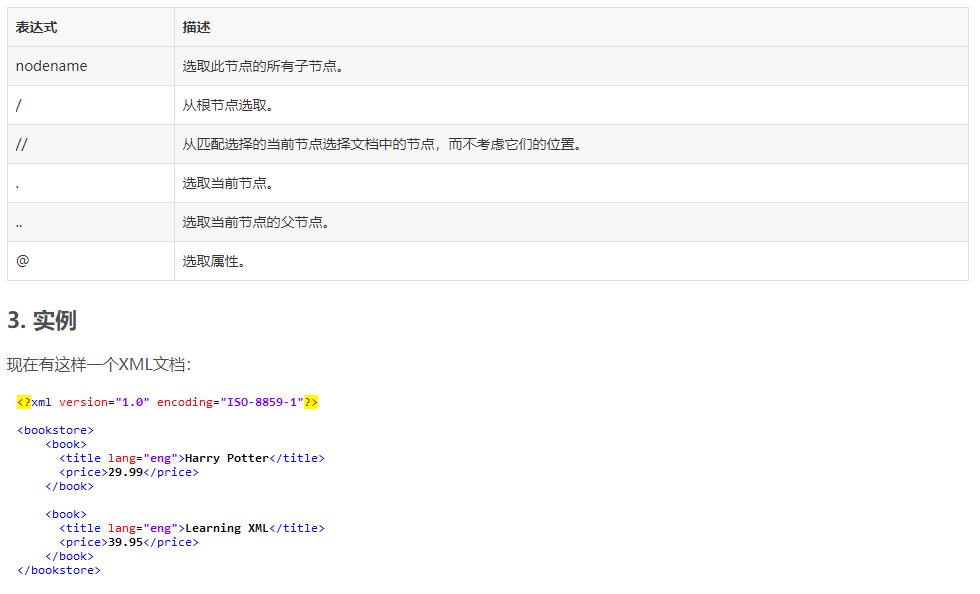 表达式 描述
nodename 选取此节点的所有子节点。
/ 从根节点选取。
// 从匹配选择的当前节点选择文档中的节点，而不考虑它们的位置。
. 选取当前节点。
.. 选取当前节点的父节点。
@ 选取属性。
3. 实例
现在有这样一个XML文档：
<?xml version="1.0" encoding="ISO-8859-1"?>
<bookstore>
<book>
<title lang="eng">Harry Potter</title>
<price>29.99</price>
</book>
<book>
<title lang="eng">Learning XML</title>
<price>39.95</price>
</book>
</bookstore>